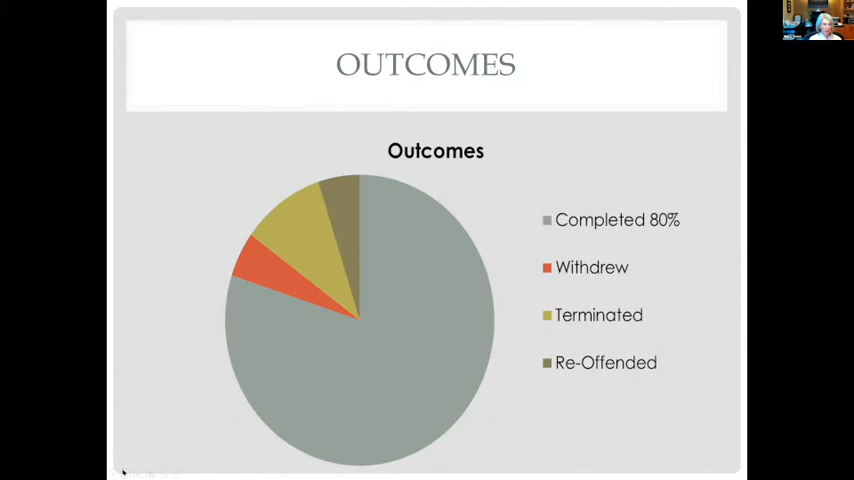 OUTCOMES
Outcomes
Completed 80%
Withdrew
Terminated
Re-Offended